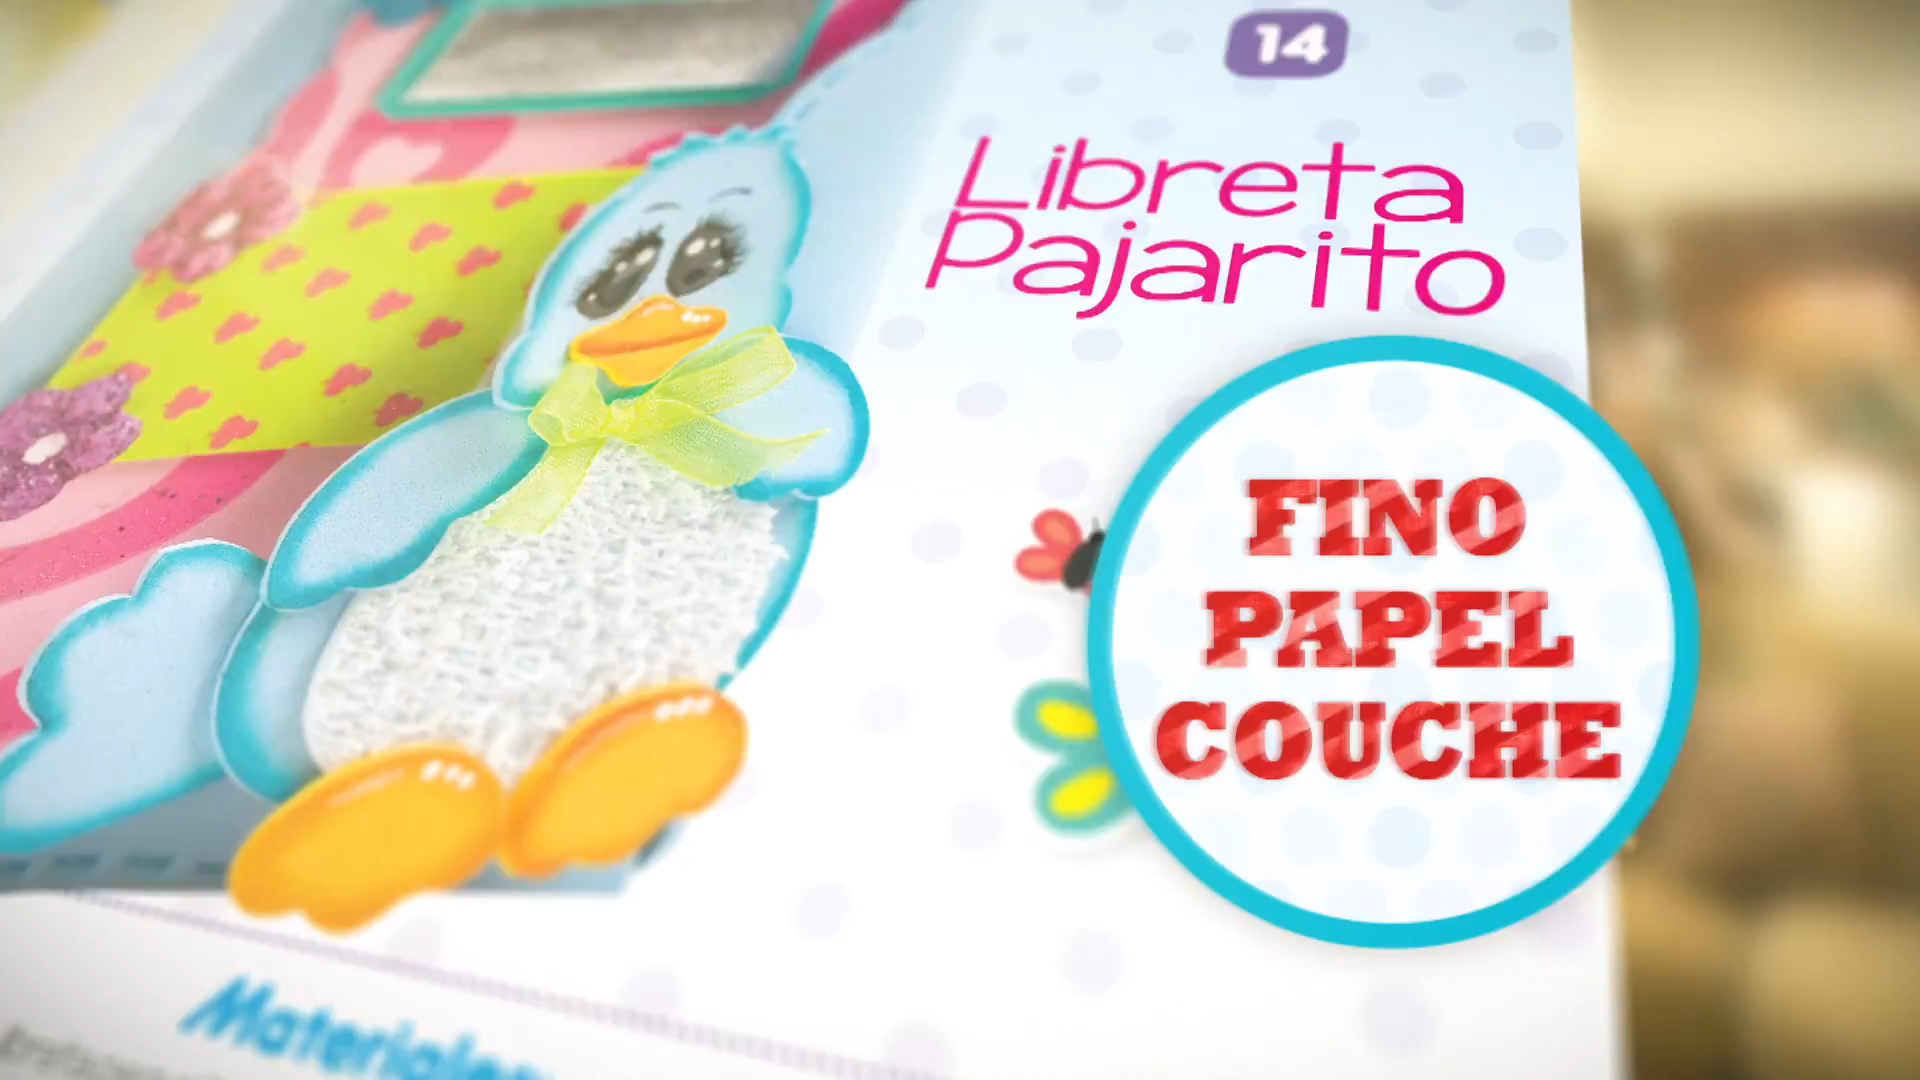 14
Libreta
Pajarito
FINO
PAPEL
COUCHE
Materiales